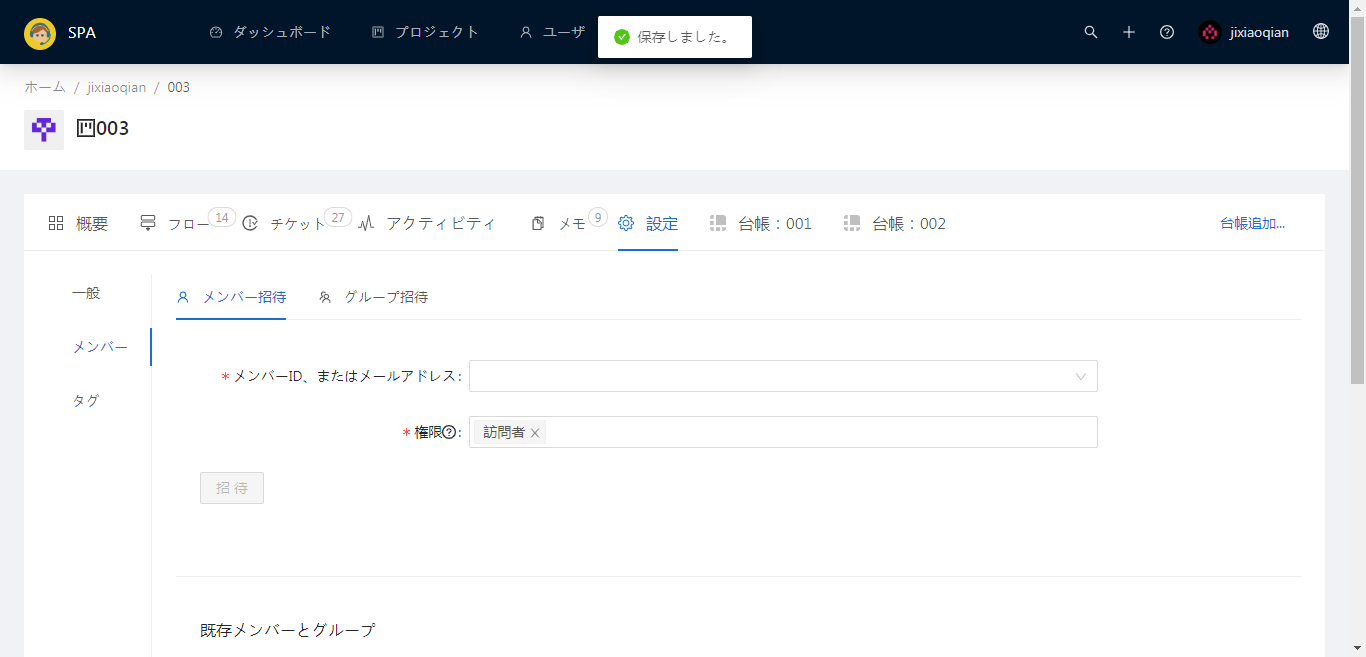 SPA ダッシュボード プロジェクト ユーザ 保存しました。 jixiaoqian
ホーム / jixiaoqian / 003
003
概要 フロー 14 チケット 27 アクティビティ メモ 9 設定 台帳：001 台帳：002 台帳追加...
一般 メンバー招待 グループ招待
メンバー
* メンバーID、またはメールアドレス:
タグ
* 権限: 訪問者
招 待
既存メンバーとグループ